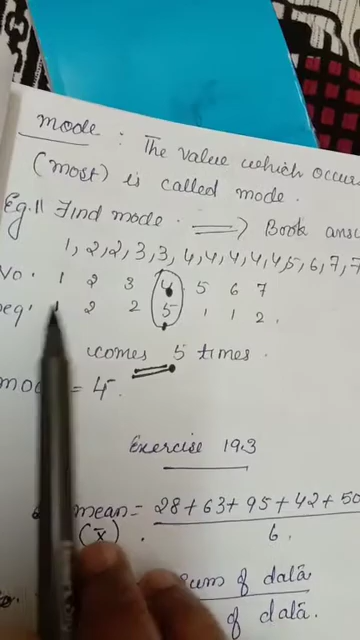 mode : The value which occurs
(most) is called mode.
Eg. 11 Find mode. => Book
1, 2, 2, 3, 3, 4, 4, 4, 4, 4, 5, 6, 7, 7
No. 1 2 3 4 5 6 7
1 2 2 5 1 1 2.
comes 5 times.
= 4.
Exercise 19.3
mean = 28 + 63 + 95 + 42 + 50
(x̄) . 6.
Sum of data
of data.